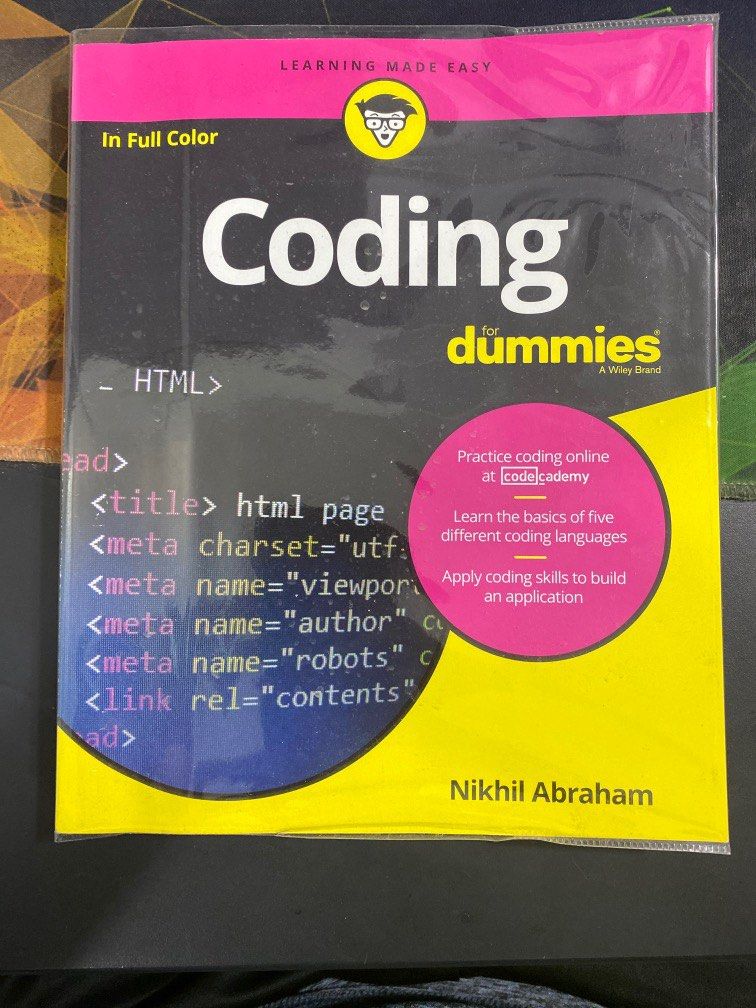 LEARNING MADE EASY
In Full Color
Coding
for
dummies®
A Wiley Brand
_ HTML>
ead>
<title> html page
<meta charset="utf
<meta name="viewport
<meta name="author" c
<meta name="robots" c
<link rel="contents"
ad>
Practice coding online
at codecademy
Learn the basics of five
different coding languages
Apply coding skills to build
an application
Nikhil Abraham